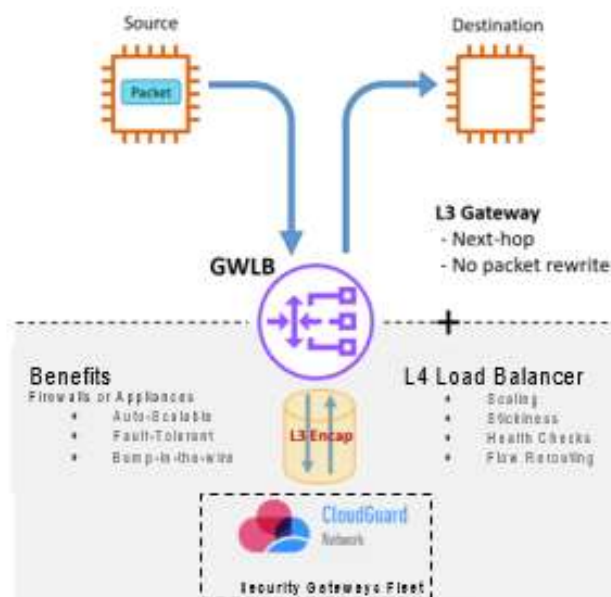 Source
Destination
Packet
L3 Gateway
- Next-hop
- No packet rewrite
GWLB
+
Benefits
Firewalls or Appliances
* Auto-Scalable
* Fault-Tolerant
* Bump-in-the-wire
L4 Load Balancer
* Scaling
* Stickiness
* Health Checks
* Flow Rerouting
L3 Encap
CloudGuard
Network
Security Gateways Fleet